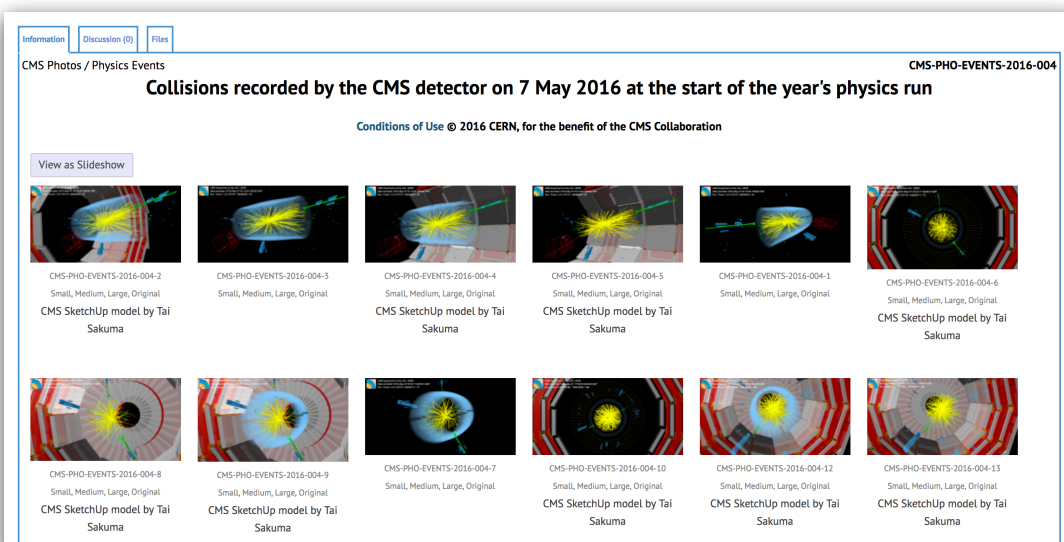 Information
Discussion (0)
Files
CMS Photos / Physics Events
CMS-PHO-EVENTS-2016-004
Collisions recorded by the CMS detector on 7 May 2016 at the start of the year's physics run
Conditions of Use © 2016 CERN, for the benefit of the CMS Collaboration
View as Slideshow
CMS-PHO-EVENTS-2016-004-2
Small, Medium, Large, Original
CMS SketchUp model by Tai
Sakuma
CMS-PHO-EVENTS-2016-004-3
Small, Medium, Large, Original
CMS-PHO-EVENTS-2016-004-4
Small, Medium, Large, Original
CMS SketchUp model by Tai
Sakuma
CMS-PHO-EVENTS-2016-004-5
Small, Medium, Large, Original
CMS SketchUp model by Tai
Sakuma
CMS-PHO-EVENTS-2016-004-1
Small, Medium, Large, Original
CMS-PHO-EVENTS-2016-004-6
Small, Medium, Large, Original
CMS SketchUp model by Tai
Sakuma
CMS-PHO-EVENTS-2016-004-8
Small, Medium, Large, Original
CMS SketchUp model by Tai
Sakuma
CMS-PHO-EVENTS-2016-004-9
Small, Medium, Large, Original
CMS SketchUp model by Tai
Sakuma
CMS-PHO-EVENTS-2016-004-7
Small, Medium, Large, Original
CMS-PHO-EVENTS-2016-004-10
Small, Medium, Large, Original
CMS SketchUp model by Tai
Sakuma
CMS-PHO-EVENTS-2016-004-12
Small, Medium, Large, Original
CMS SketchUp model by Tai
Sakuma
CMS-PHO-EVENTS-2016-004-13
Small, Medium, Large, Original
CMS SketchUp model by Tai
Sakuma